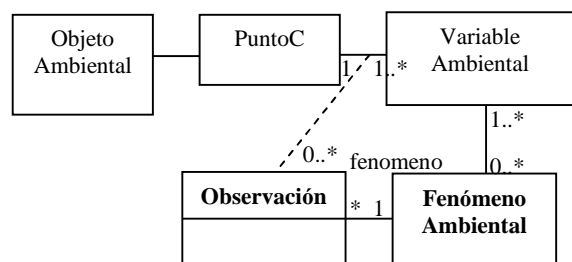 Objeto
Ambiental
PuntoC
Variable
Ambiental
1
1..*
1..*
0..*
fenomeno
0..*
Observación
*
1
Fenómeno
Ambiental